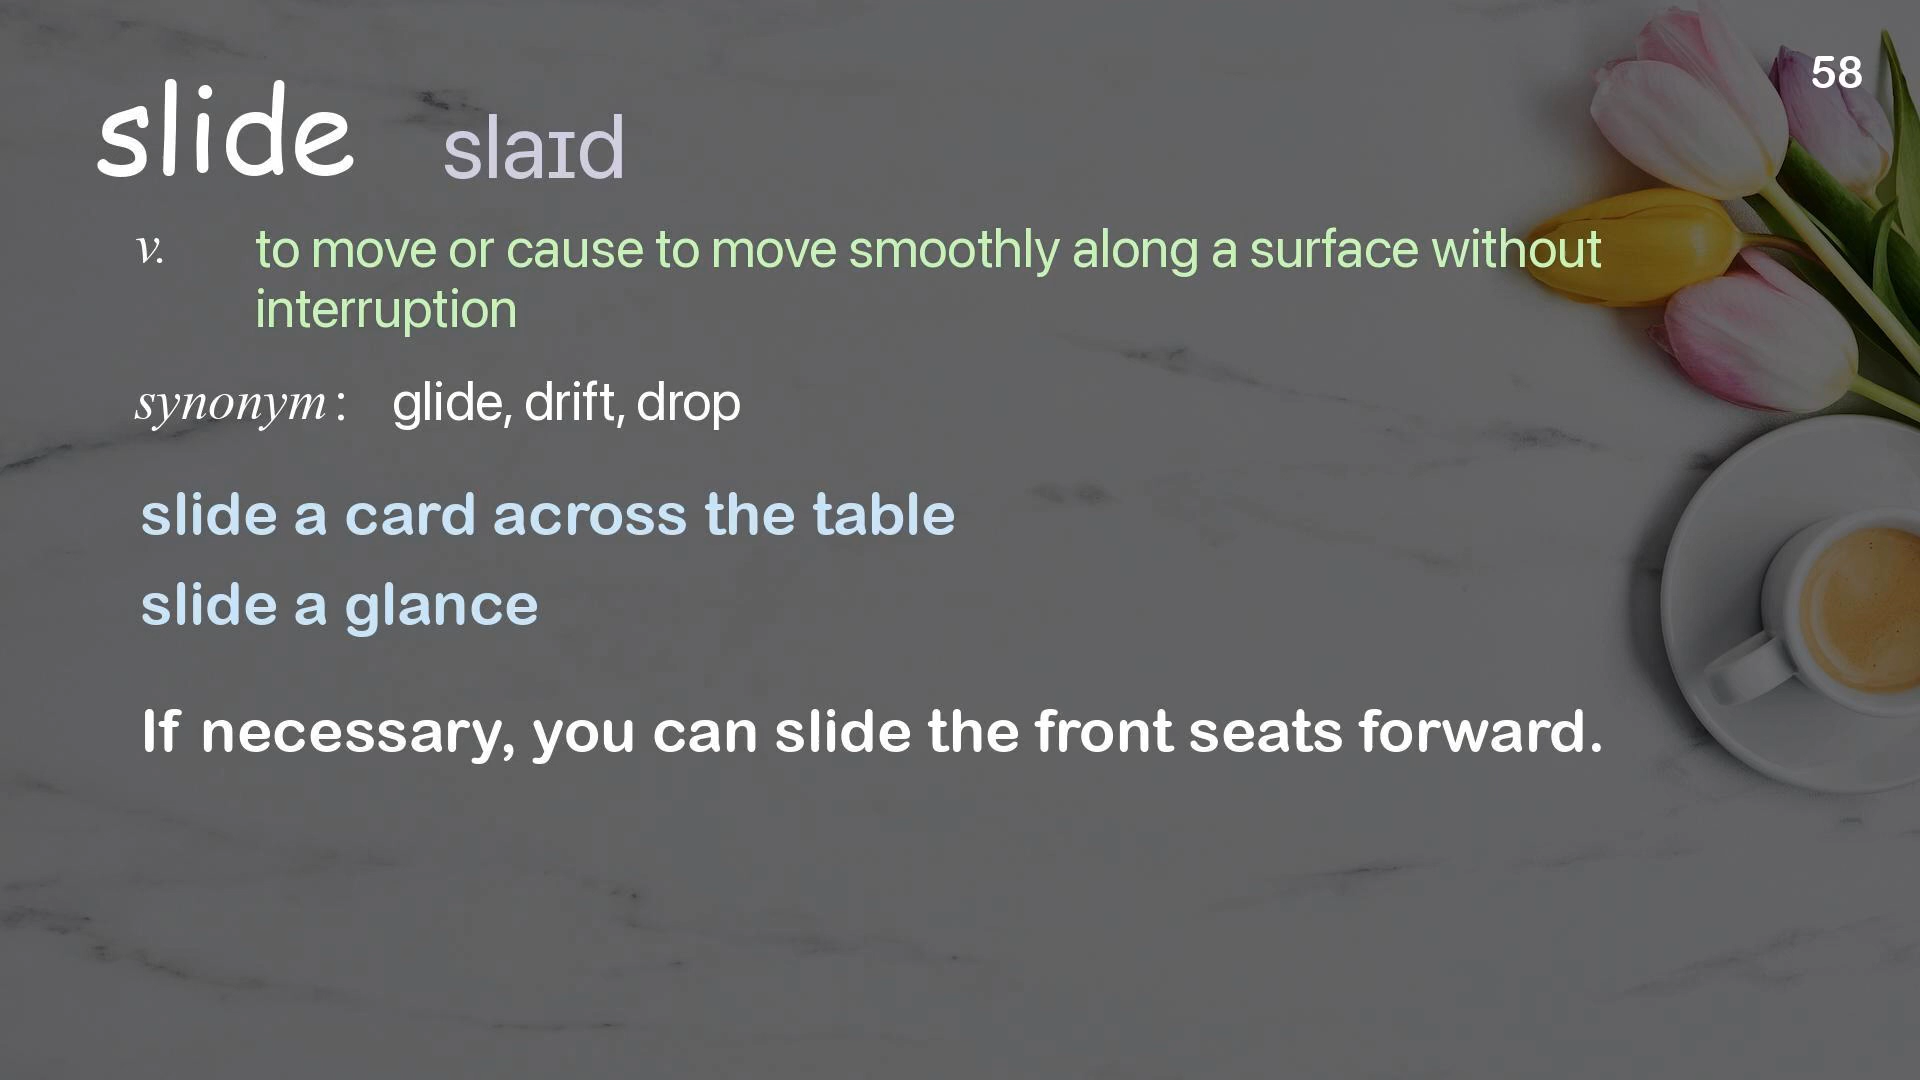 58
slide slaɪd
v. to move or cause to move smoothly along a surface without
interruption
synonym: glide, drift, drop
slide a card across the table
slide a glance
If necessary, you can slide the front seats forward.